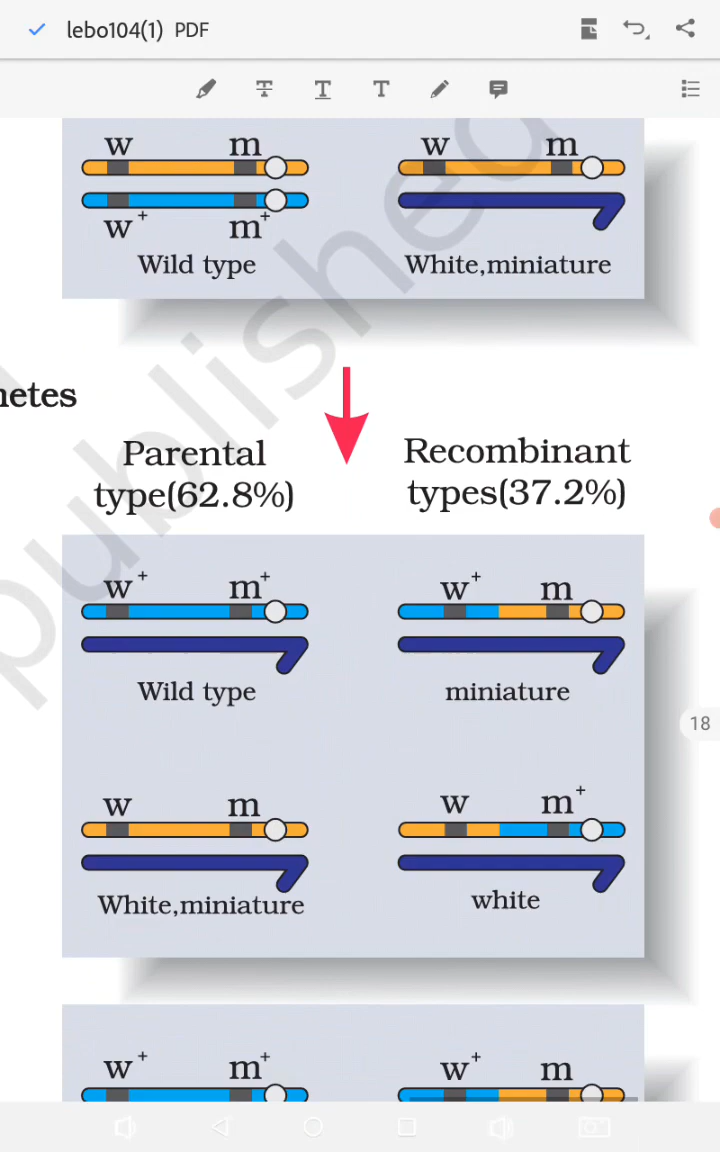 lebo104(1) PDF
w m w m
w+ m+
Wild type White,miniature
netes
Parental Recombinant
type(62.8%) types(37.2%)
w+ m+ w+ m
Wild type miniature
w m w m+
White,miniature white
18
w+ m+ w+ m
published